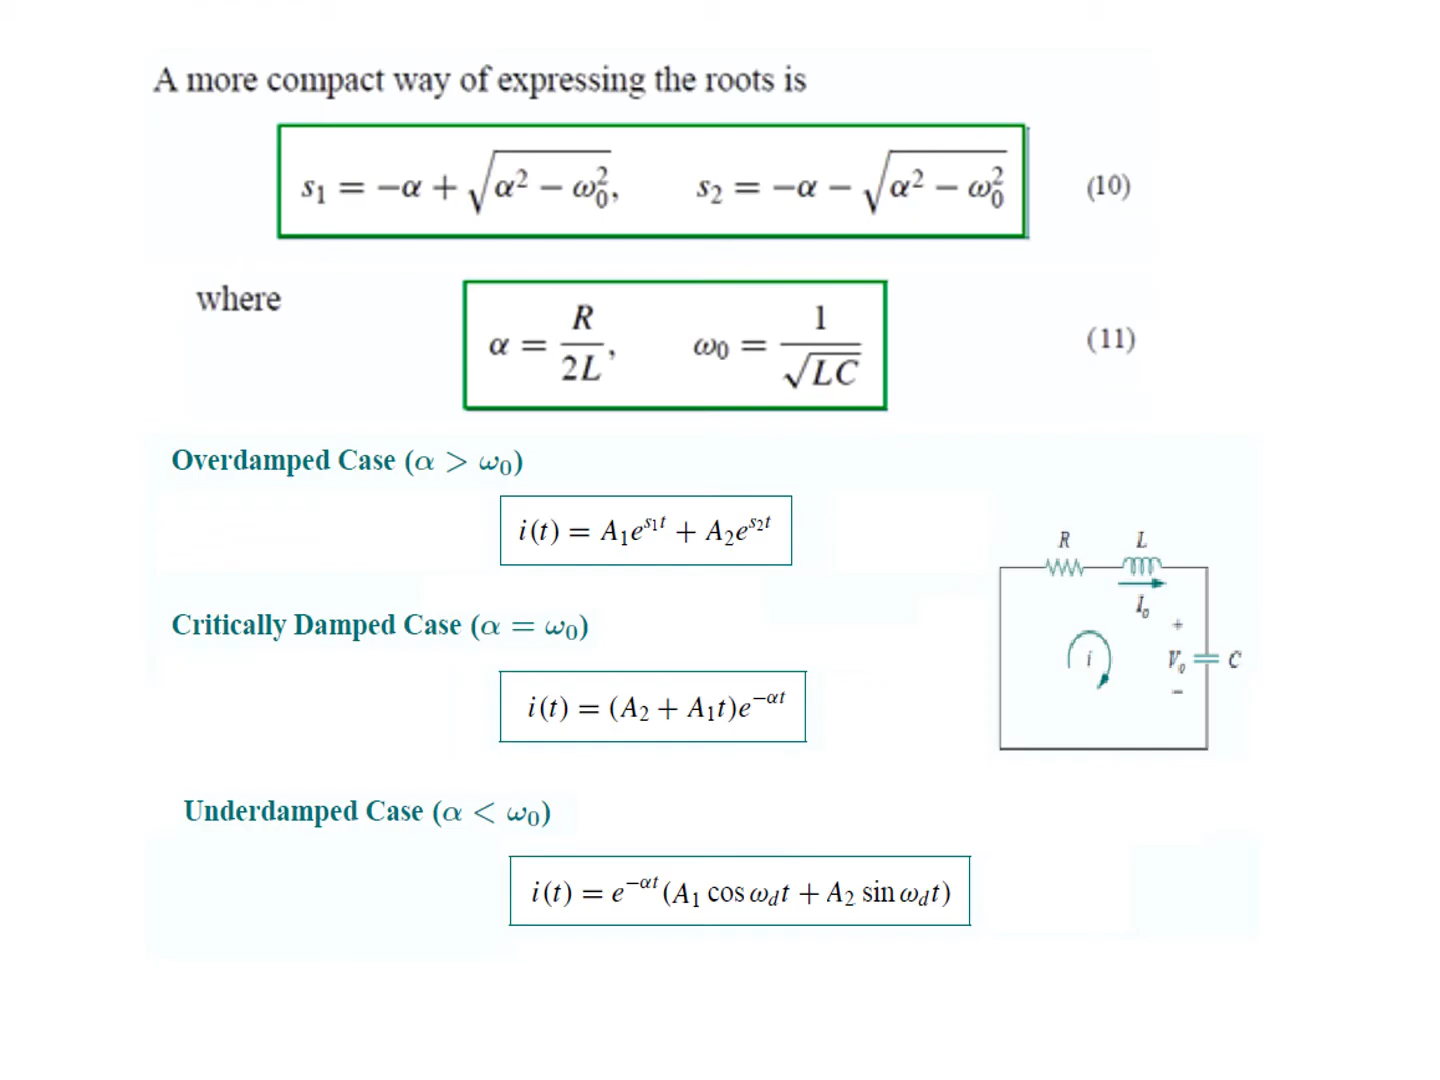 A more compact way of expressing the roots is
s₁ = −α + √(α² − ω₀²), s₂ = −α − √(α² − ω₀²) (10)
where
α = R/2L, ω₀ = 1/√LC (11)
Overdamped Case (α > ω₀)
i(t) = A₁e^{s₁t} + A₂e^{s₂t}
R L
I₀
Critically Damped Case (α = ω₀)
+
i V₀ C
−
i(t) = (A₂ + A₁t)e^{−αt}
Underdamped Case (α < ω₀)
i(t) = e^{−αt}(A₁ cos ω_d t + A₂ sin ω_d t)